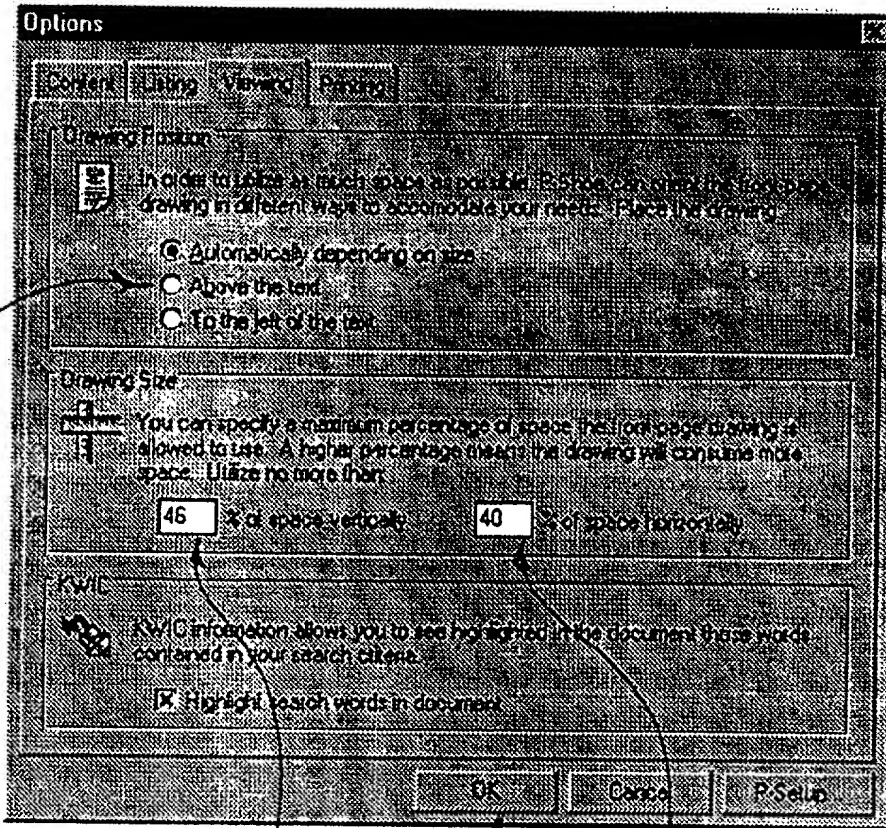 Options
Content Listing Viewing Printing
Drawing Position
In order to utilize as much space as possible, P-Shoe can orient the front page
drawing in different ways to accomodate your needs. Place the drawing:
Automatically depending on size
Above the text
To the left of the text
Drawing Size
You can specify a maximum percentage of space the front page drawing is
allowed to use. A higher percentage means the drawing will consume more
space. Utilize no more than:
46 % of space vertically 40 % of space horizontally
KWIC
KWIC information allows you to see highlighted in the document those words
contained in your search criteria.
Highlight search words in document
OK Cancel P-Setup...